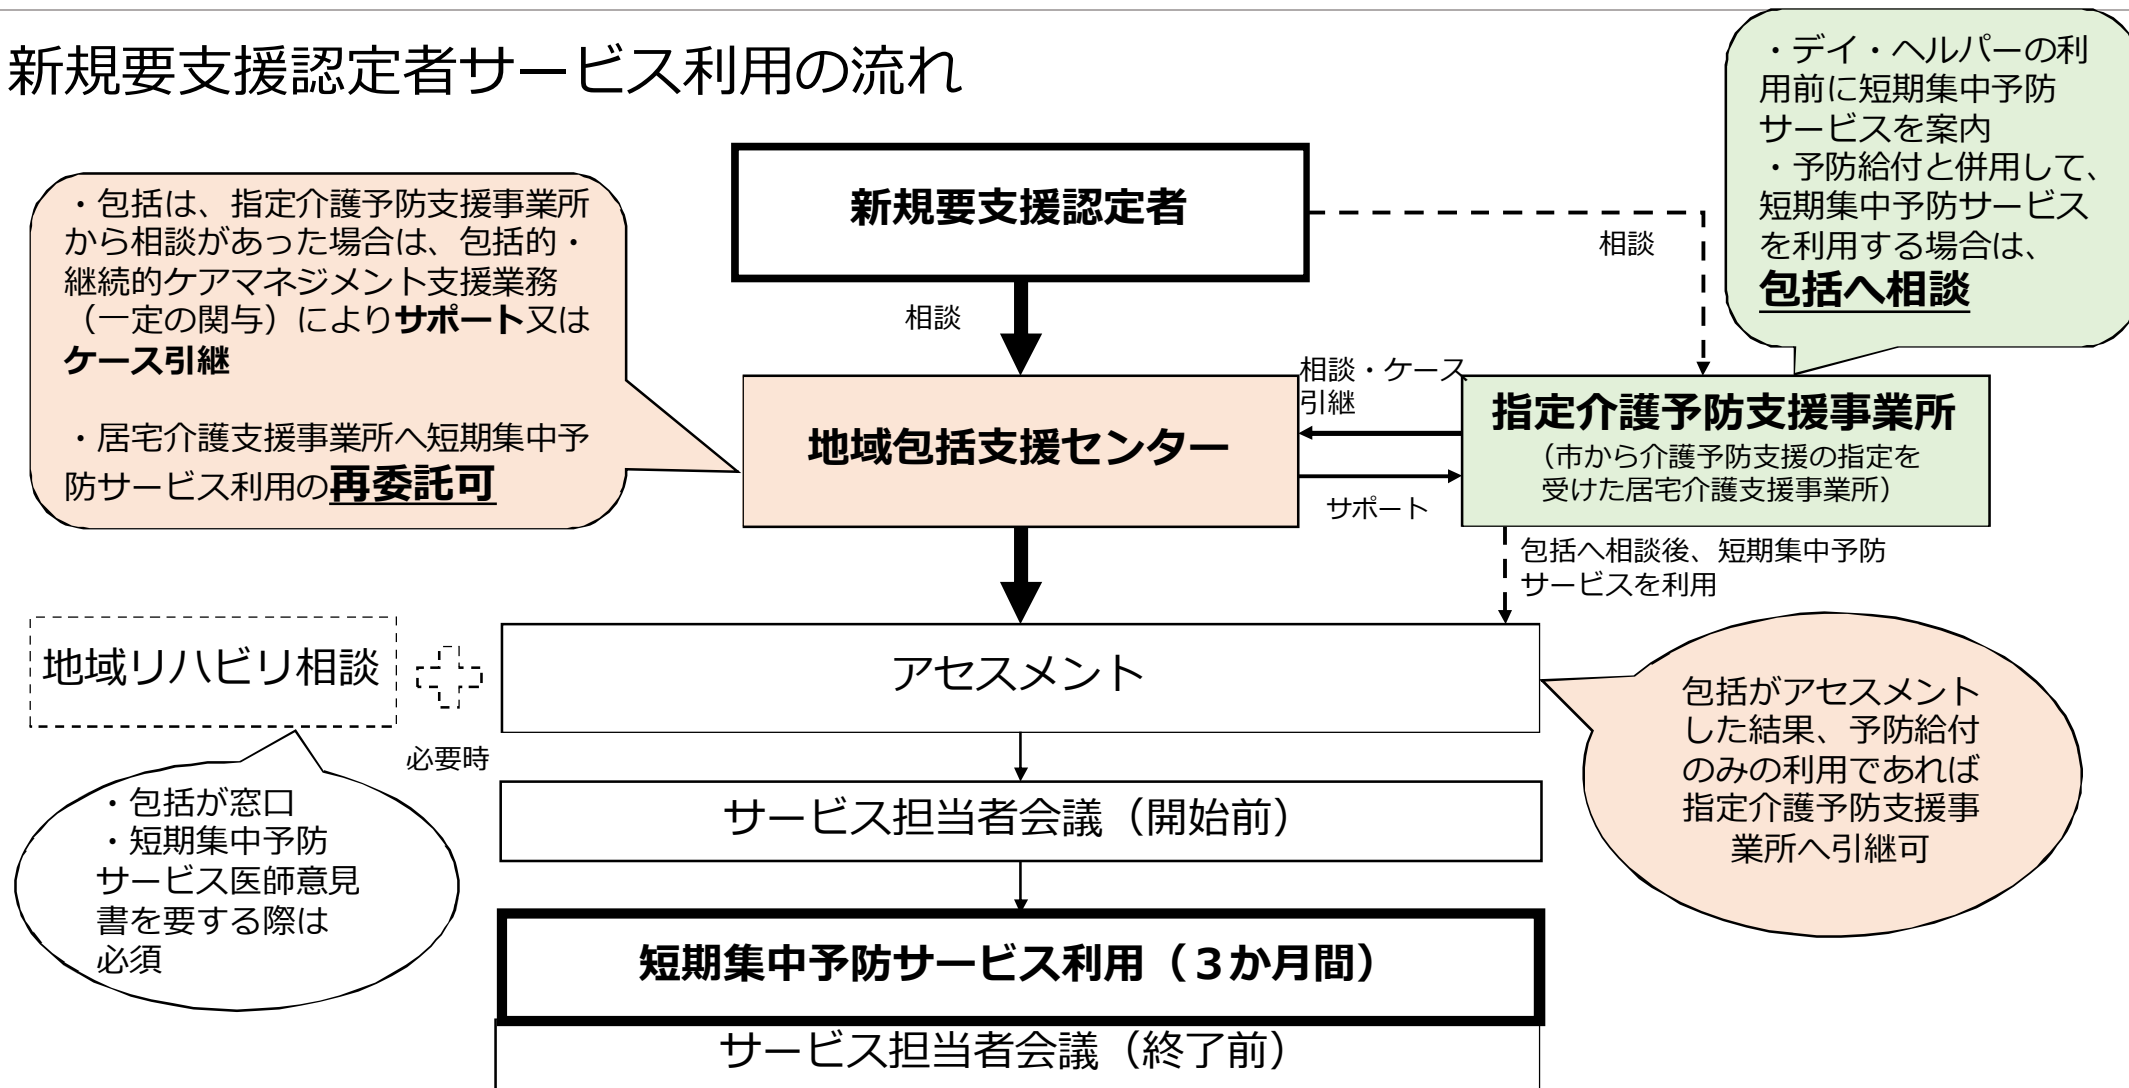 新規要支援認定者サービス利用の流れ
・デイ・ヘルパーの利
用前に短期集中予防
サービスを案内
・予防給付と併用して、
短期集中予防サービス
を利用する場合は、
包括へ相談
・包括は、指定介護予防支援事業所
から相談があった場合は、包括的・
継続的ケアマネジメント支援業務
（一定の関与）によりサポート又は
ケース引継
・居宅介護支援事業所へ短期集中予
防サービス利用の再委託可
新規要支援認定者
相談
相談
相談・ケース
引継
地域包括支援センター
サポート
指定介護予防支援事業所
（市から介護予防支援の指定を
受けた居宅介護支援事業所）
包括へ相談後、短期集中予防
サービスを利用
地域リハビリ相談
必要時
アセスメント
・包括が窓口
・短期集中予防
サービス医師意見
書を要する際は
必須
包括がアセスメント
した結果、予防給付
のみの利用であれば
指定介護予防支援事
業所へ引継可
サービス担当者会議（開始前）
短期集中予防サービス利用（３か月間）
サービス担当者会議（終了前）